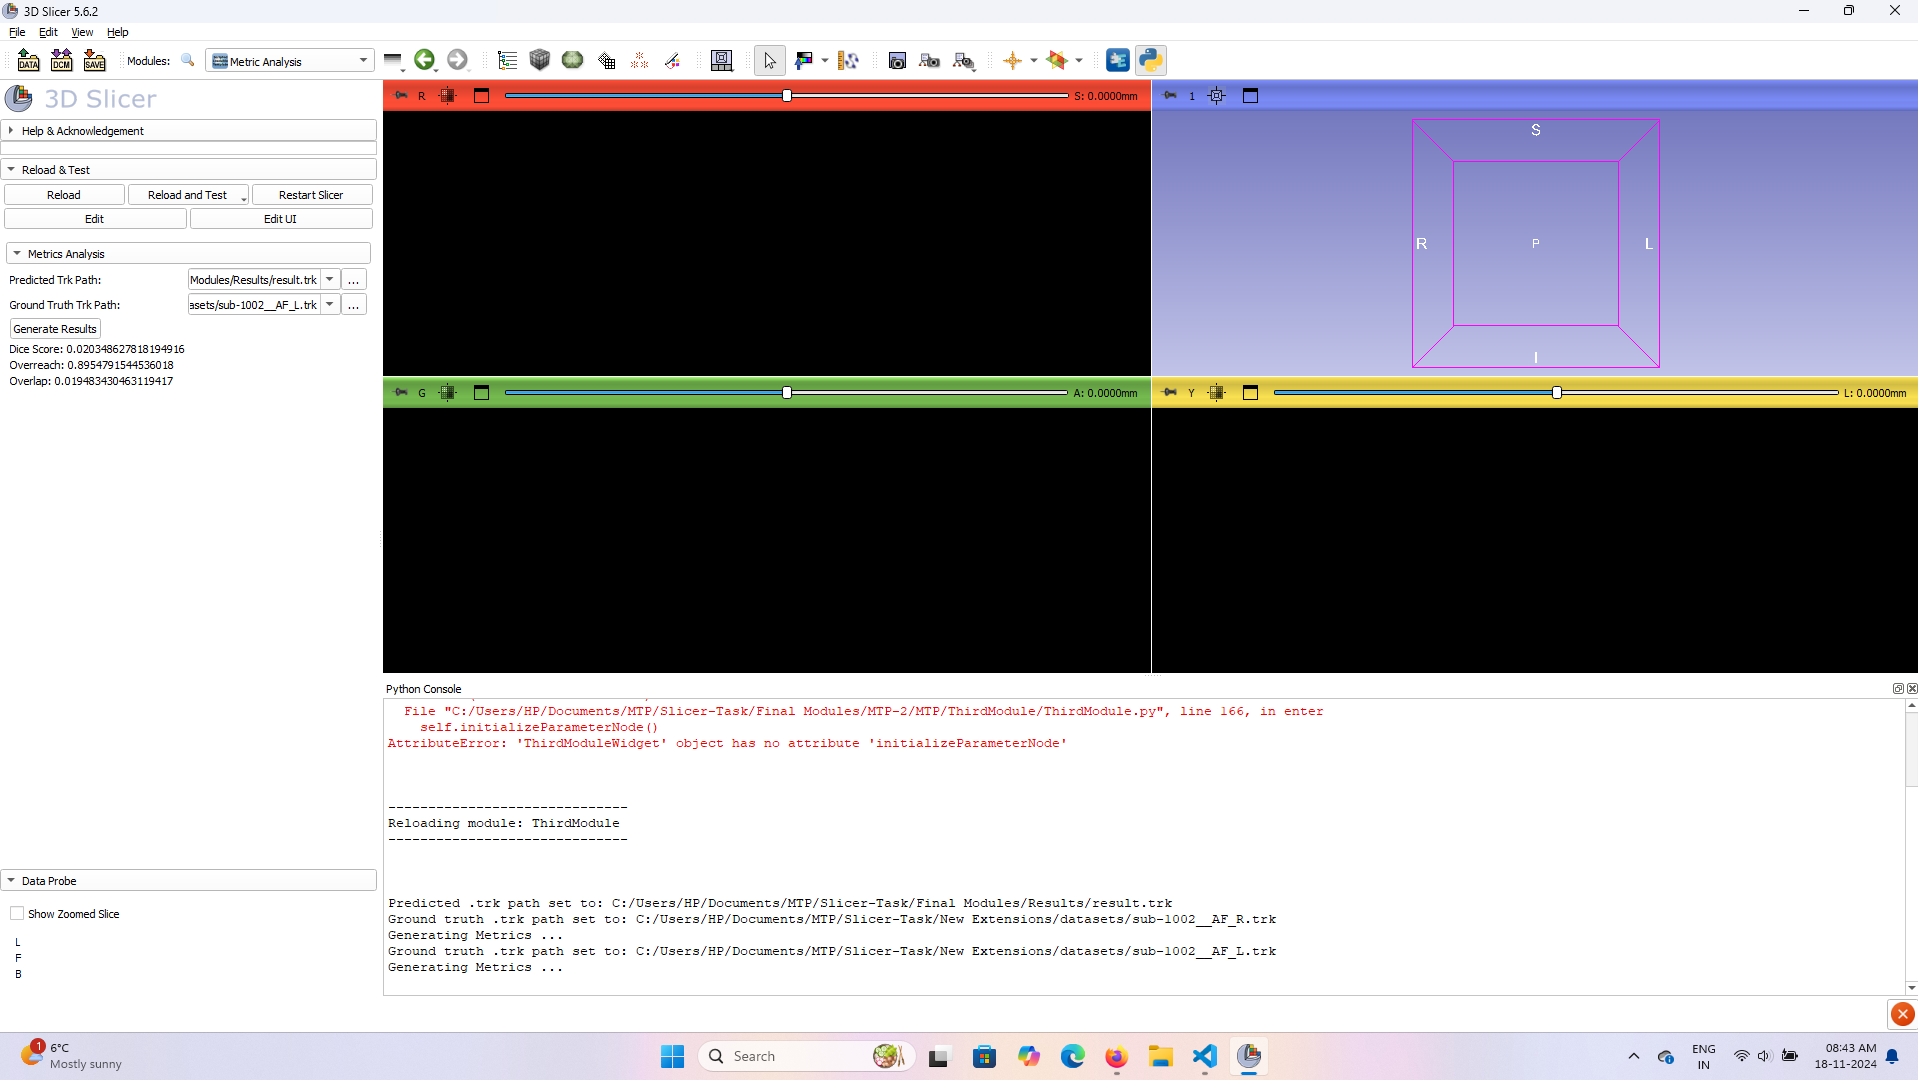 3D Slicer 5.6.2
File Edit View Help
DATA DCM SAVE Modules: Metric Analysis
3D Slicer
Help & Acknowledgement
Reload & Test
Reload Reload and Test Restart Slicer
Edit Edit UI
Metrics Analysis
Predicted Trk Path: Modules/Results/result.trk ...
Ground Truth Trk Path: asets/sub-1002__AF_L.trk ...
Generate Results
Dice Score: 0.020348627818194916
Overreach: 0.8954791544536018
Overlap: 0.019483430463119417
Data Probe
Show Zoomed Slice
L
F
B
R S: 0.0000mm
1
S
R P L
I
G A: 0.0000mm
Y L: 0.0000mm
Python Console
File "C:/Users/HP/Documents/MTP/Slicer-Task/Final Modules/MTP-2/MTP/ThirdModule/ThirdModule.py", line 166, in enter
self.initializeParameterNode()
AttributeError: 'ThirdModuleWidget' object has no attribute 'initializeParameterNode'
------------------------------
Reloading module: ThirdModule
------------------------------
Predicted .trk path set to: C:/Users/HP/Documents/MTP/Slicer-Task/Final Modules/Results/result.trk
Ground truth .trk path set to: C:/Users/HP/Documents/MTP/Slicer-Task/New Extensions/datasets/sub-1002__AF_R.trk
Generating Metrics ...
Ground truth .trk path set to: C:/Users/HP/Documents/MTP/Slicer-Task/New Extensions/datasets/sub-1002__AF_L.trk
Generating Metrics ...
1
6°C
Mostly sunny
Search
ENG
IN
08:43 AM
18-11-2024